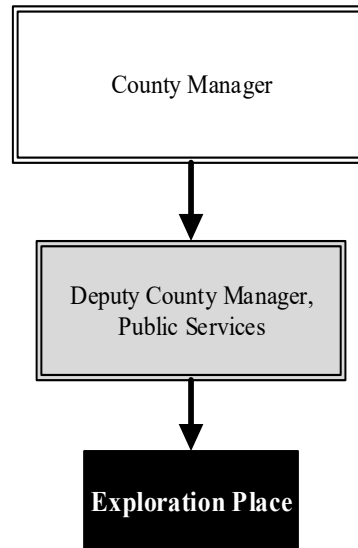 County Manager
Deputy County Manager,
Public Services
Exploration Place